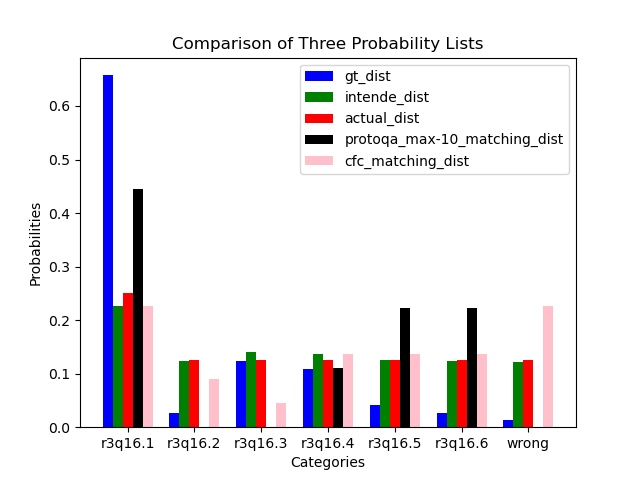 Comparison of Three Probability Lists
gt_dist
intende_dist
actual_dist
protoqa_max-10_matching_dist
cfc_matching_dist
Probabilities
0.6
0.5
0.4
0.3
0.2
0.1
0.0
r3q16.1 r3q16.2 r3q16.3 r3q16.4 r3q16.5 r3q16.6 wrong
Categories